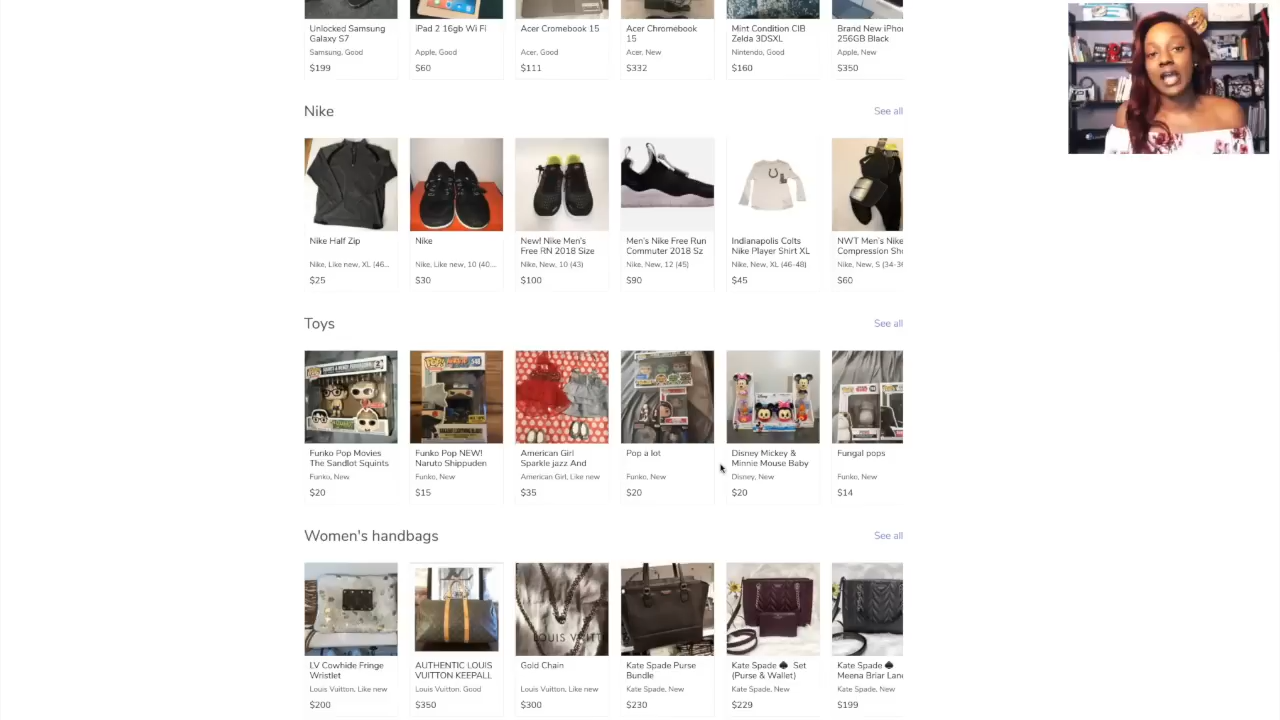 Unlocked Samsung
Galaxy S7
Samsung, Good
$199
iPad 2 16gb Wi Fi
Apple, Good
$60
Acer Cromebook 15
Acer, Good
$111
Acer Chromebook
15
Acer, New
$332
Mint Condition CIB
Zelda 3DSXL
Nintendo, Good
$160
Brand New iPho
256GB Black
Apple, New
$350
Nike
See all
Nike Half Zip
Nike, Like new, XL (46...
$25
Nike
Nike, Like new, 10 (40...
$30
New! Nike Men's
Free RN 2018 Size
Nike, New, 10 (43)
$100
Men's Nike Free Run
Commuter 2018 Sz
Nike, New, 12 (45)
$90
Indianapolis Colts
Nike Player Shirt XL
Nike, New, XL (46-48)
$45
NWT Men's Nike
Compression Sho
Nike, New, S (34-36
$60
Toys
See all
Funko Pop Movies
The Sandlot Squints
Funko, New
$20
Funko Pop NEW!
Naruto Shippuden
Funko, New
$15
American Girl
Sparkle jazz And
American Girl, Like new
$35
Pop a lot
Funko, New
$20
Disney Mickey &
Minnie Mouse Baby
Disney, New
$20
Fungal pops
Funko, New
$14
Women's handbags
See all
LOUIS VUITT
LV Cowhide Fringe
Wristlet
Louis Vuitton, Like new
$200
AUTHENTIC LOUIS
VUITTON KEEPALL
Louis Vuitton, Good
$350
Gold Chain
Louis Vuitton, Like new
$300
Kate Spade Purse
Bundle
Kate Spade, New
$230
Kate Spade ♠ Set
(Purse & Wallet)
Kate Spade, New
$229
Kate Spade ♠
Meena Briar Lane
Kate Spade, New
$199